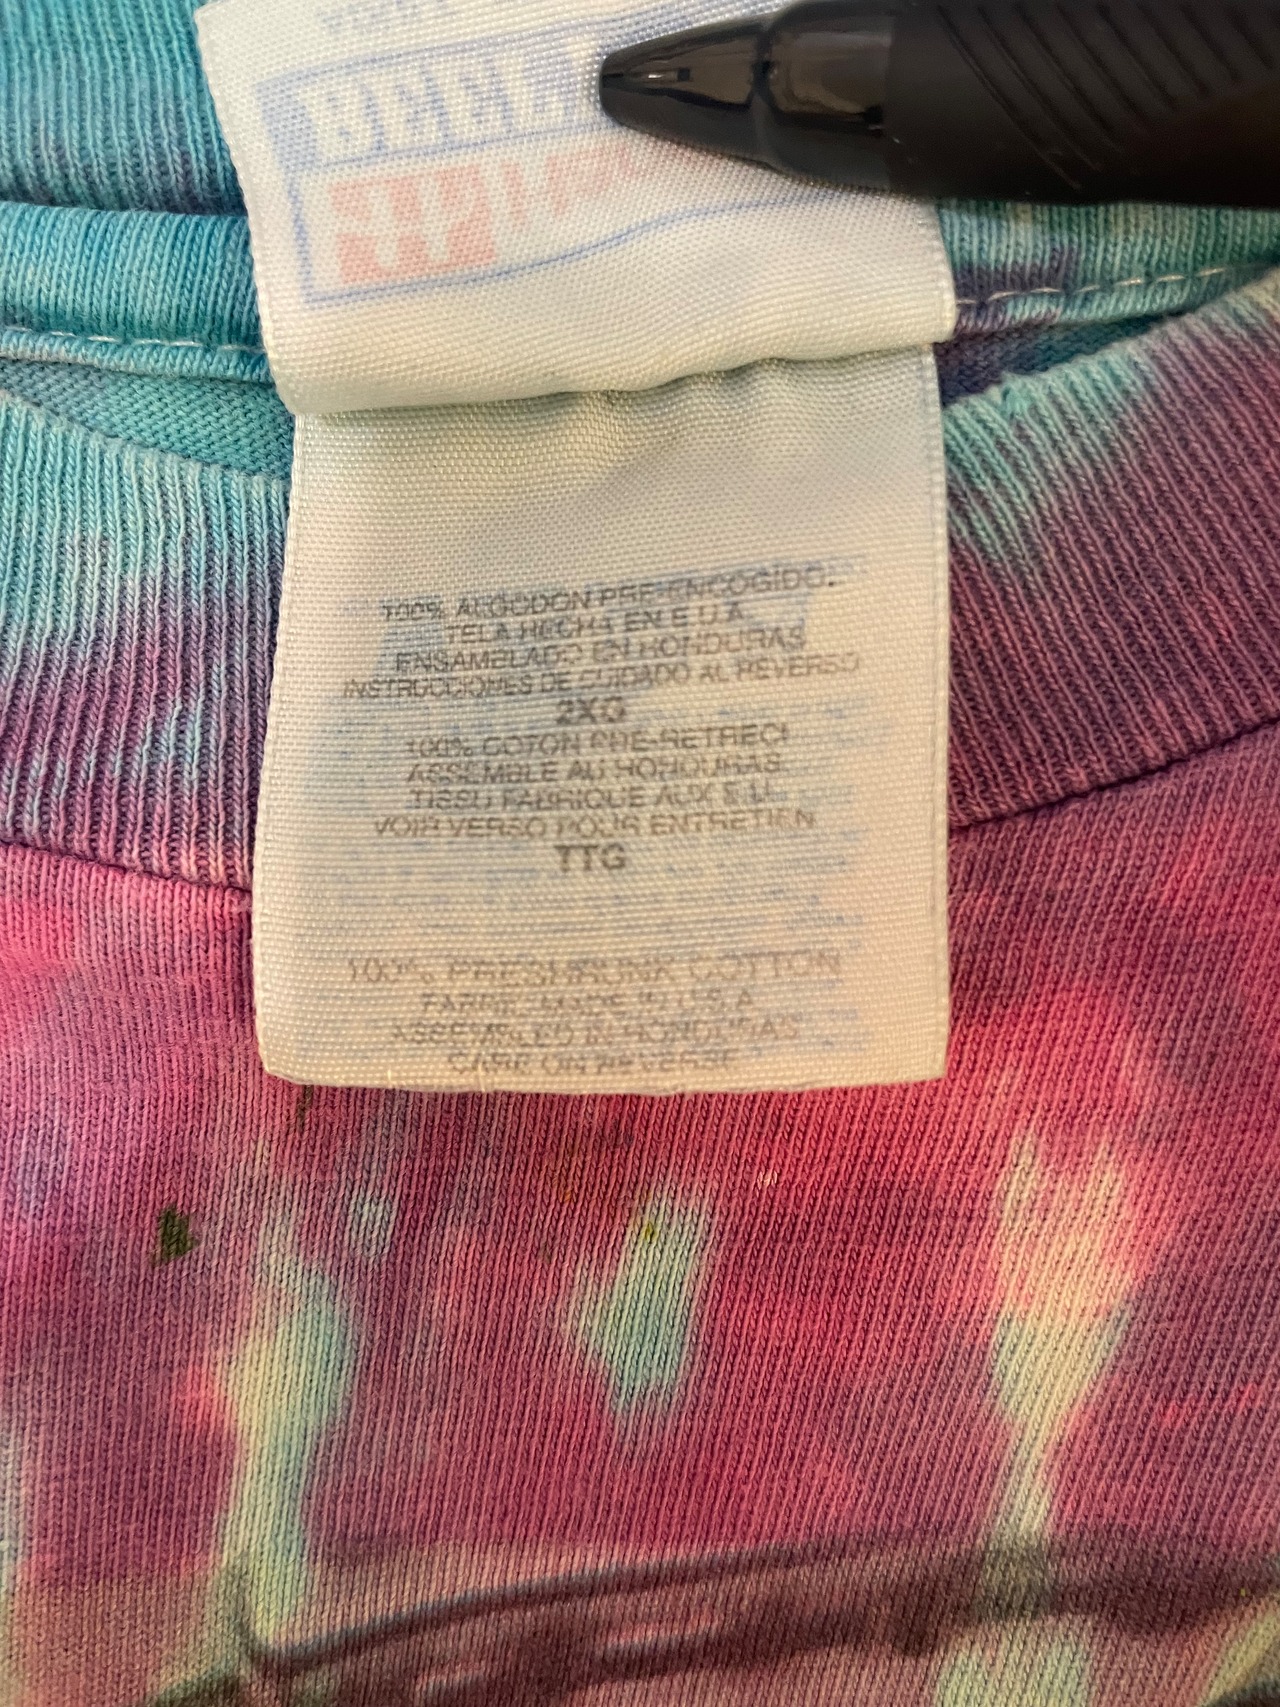 100% ALGODON PRE-ENCOGIDO.
TELA HECHA EN E.U.A.
ENSAMBLADO EN HONDURAS
INSTRUCCIONES DE CUIDADO AL REVERSO
2XG
100% COTON PRE-RETRECI
ASSEMBLE AU HONDURAS.
TISSU FABRIQUE AUX E.U.
VOIR VERSO POUR ENTRETIEN
TTG
100% PRESHRUNK COTTON
FABRIC MADE IN U.S.A.
ASSEMBLED IN HONDURAS
CARE ON REVERSE